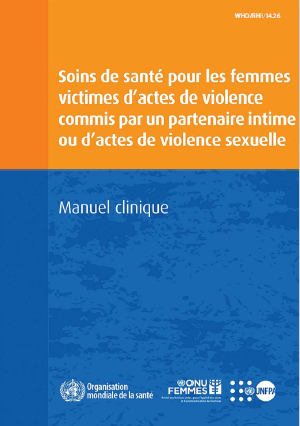 WHO/RHR/14.26
Soins de santé pour les femmes
victimes d'actes de violence
commis par un partenaire intime
ou d'actes de violence sexuelle
Manuel clinique
Organisation
mondiale de la santé
ONU
FEMMES
UNFPA